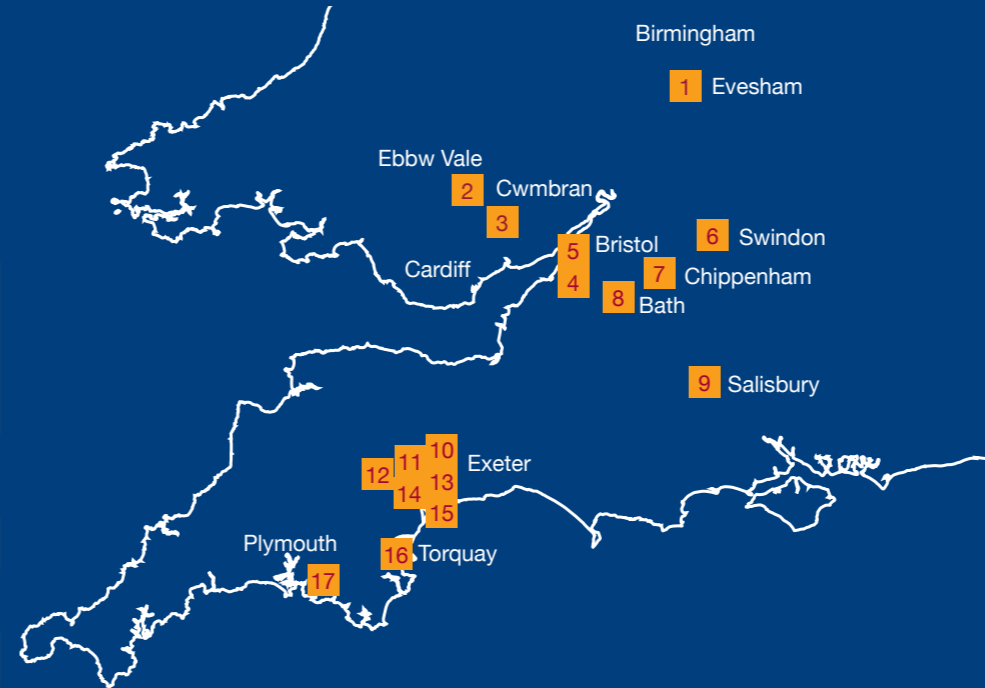 Birmingham
1 Evesham
Ebbw Vale
2 Cwmbran
3
6 Swindon
5 Bristol
Cardiff
7 Chippenham
4
8 Bath
9 Salisbury
10
11 Exeter
12
13
14
15
Plymouth
16 Torquay
17